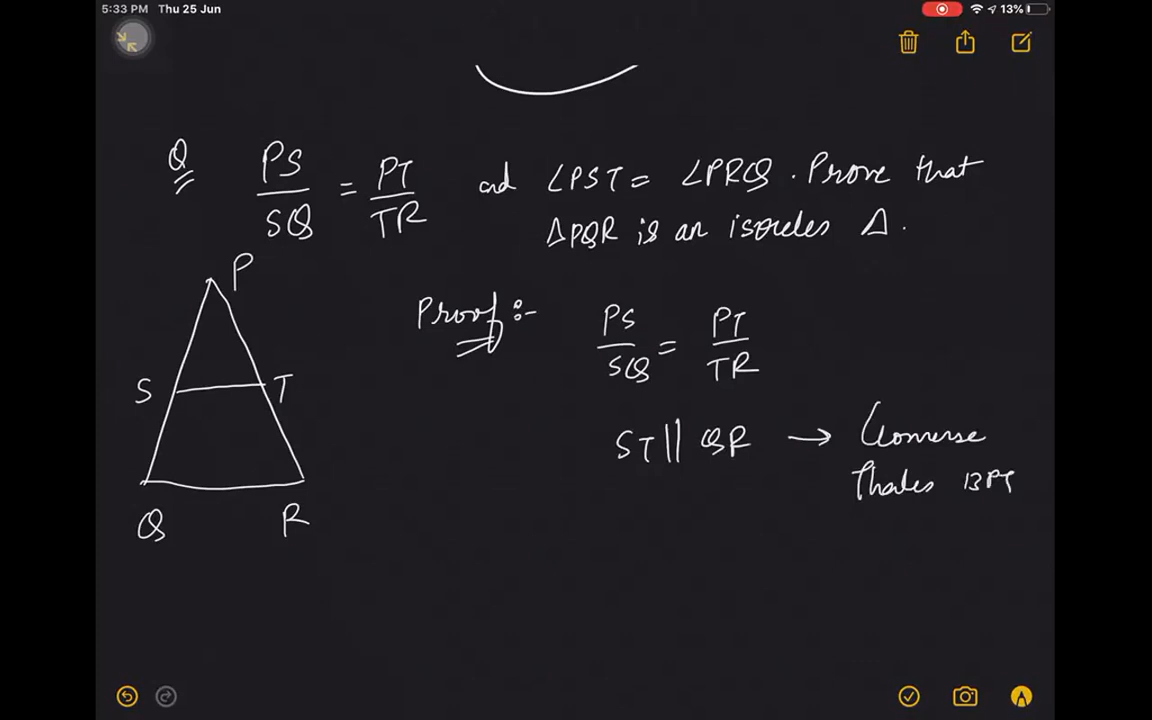 5:33 PM Thu 25 Jun 13%
Q PS/SQ = PT/TR and ∠PST = ∠PRQ. Prove that
ΔPQR is an isosceles Δ.
P
Proof :- PS/SQ = PT/TR
S T
ST || QR → Converse
Thales BPT
Q R